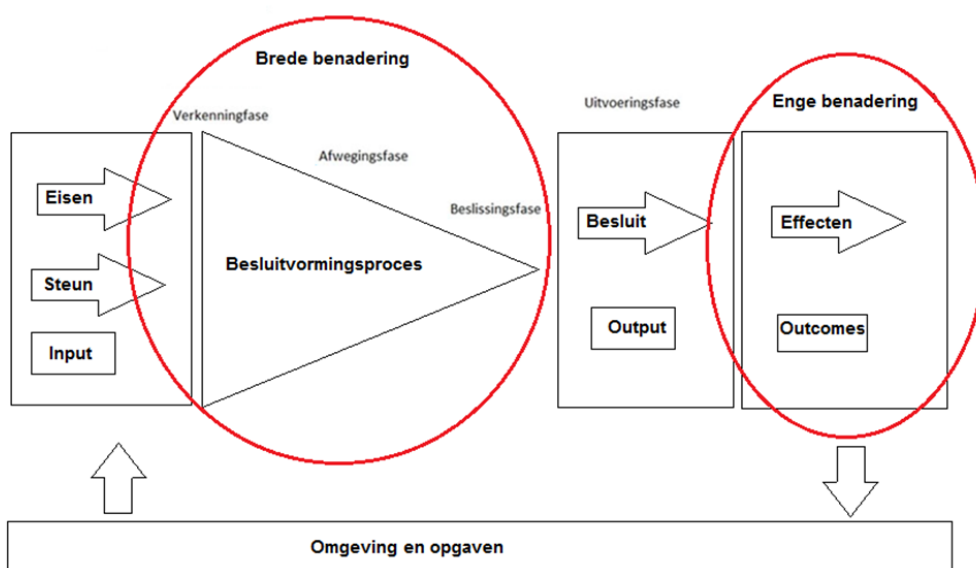 Brede benadering
Verkenningfase
Afwegingsfase
Beslissingsfase
Uitvoeringsfase
Enge benadering
Eisen
Steun
Input
Besluitvormingsproces
Besluit
Output
Effecten
Outcomes
Omgeving en opgaven